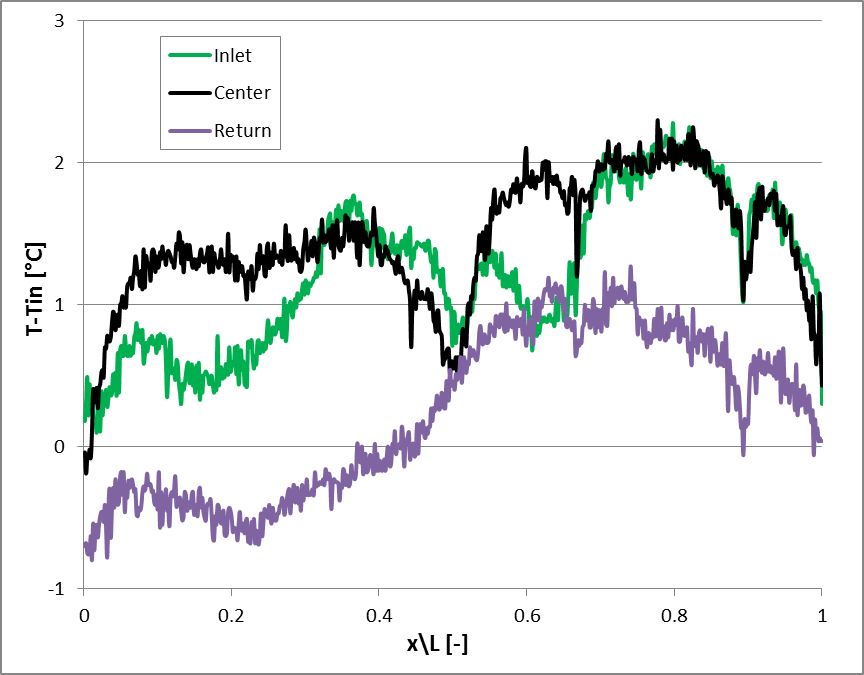 3
2
1
0
-1
T-Tin [°C]
Inlet
Center
Return
0
0.2
0.4
0.6
0.8
1
x\L [-]